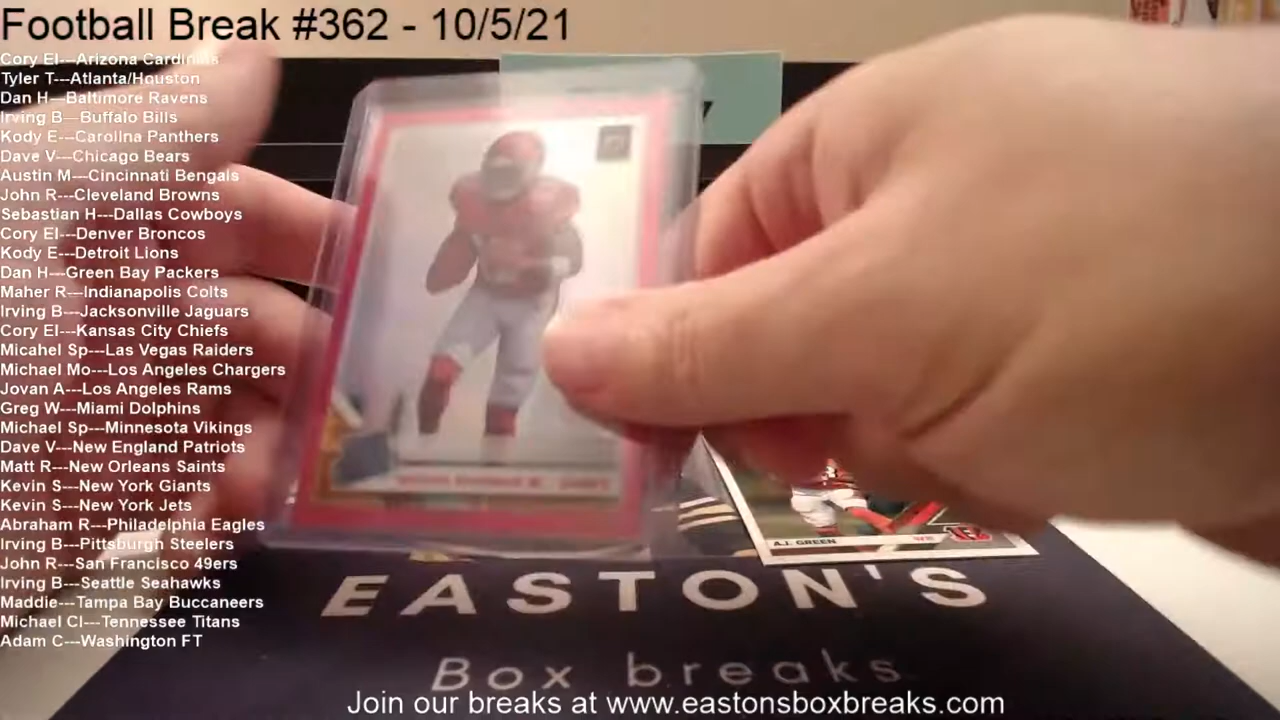 Football Break #362 - 10/5/21
Cory El---Arizona Cardinals
Tyler T---Atlanta/Houston
Dan H---Baltimore Ravens
Irving B---Buffalo Bills
Kody E---Carolina Panthers
Dave V---Chicago Bears
Austin M---Cincinnati Bengals
John R---Cleveland Browns
Sebastian H---Dallas Cowboys
Cory El---Denver Broncos
Kody E---Detroit Lions
Dan H---Green Bay Packers
Maher R---Indianapolis Colts
Irving B---Jacksonville Jaguars
Cory El---Kansas City Chiefs
Micahel Sp---Las Vegas Raiders
Michael Mo---Los Angeles Chargers
Jovan A---Los Angeles Rams
Greg W---Miami Dolphins
Michael Sp---Minnesota Vikings
Dave V---New England Patriots
Matt R---New Orleans Saints
Kevin S---New York Giants
Kevin S---New York Jets
Abraham R---Philadelphia Eagles
Irving B---Pittsburgh Steelers
John R---San Francisco 49ers
Irving B---Seattle Seahawks
Maddie---Tampa Bay Buccaneers
Michael Cl---Tennessee Titans
Adam C---Washington FT
A.J. GREEN WR
EASTON'S
Box breaks
Join our breaks at www.eastonsboxbreaks.com